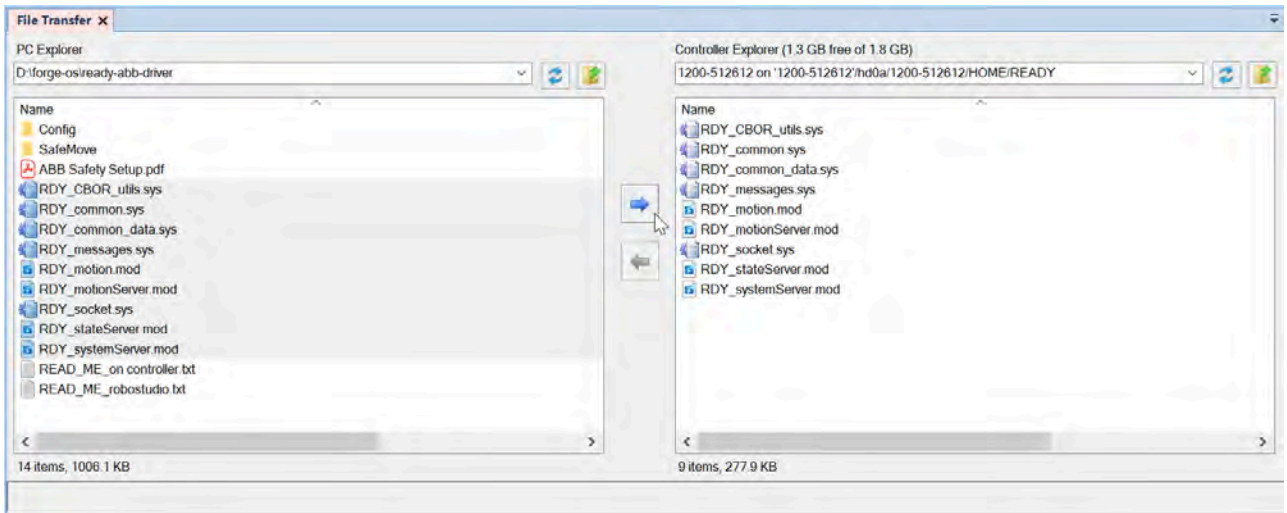 File Transfer X
PC Explorer
D:\forge-os\ready-abb-driver
Name
Config
SafeMove
ABB Safety Setup.pdf
RDY_CBOR_utils.sys
RDY_common.sys
RDY_common_data.sys
RDY_messages.sys
RDY_motion.mod
RDY_motionServer.mod
RDY_socket.sys
RDY_stateServer.mod
RDY_systemServer.mod
READ_ME_on controller.txt
READ_ME_robostudio.txt
14 items, 1006.1 KB
Controller Explorer (1.3 GB free of 1.8 GB)
1200-512612 on '1200-512612'/hd0a/1200-512612/HOME/READY
Name
RDY_CBOR_utils.sys
RDY_common.sys
RDY_common_data.sys
RDY_messages.sys
RDY_motion.mod
RDY_motionServer.mod
RDY_socket.sys
RDY_stateServer.mod
RDY_systemServer.mod
9 items, 277.9 KB